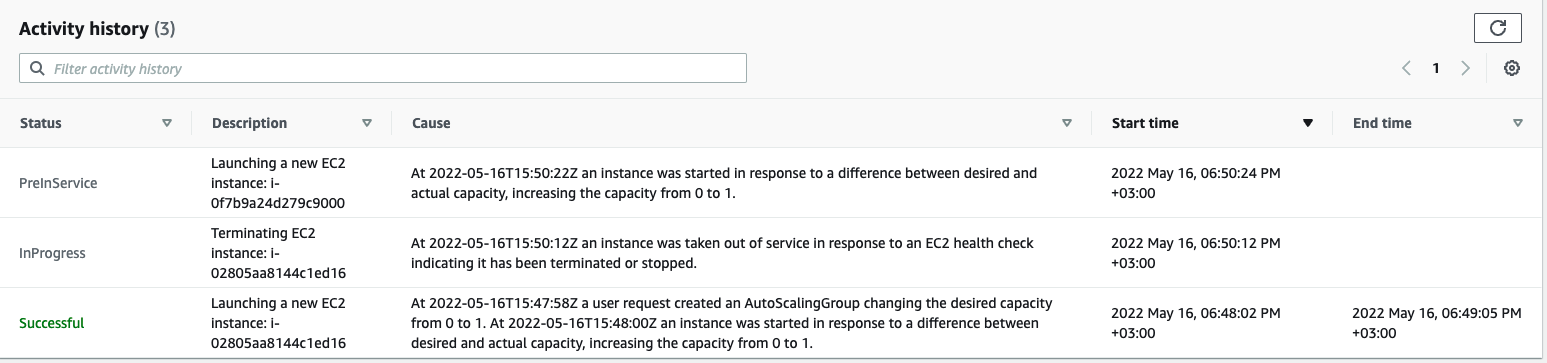 Activity history (3)
Filter activity history
1
Status
Description
Cause
Start time
End time
PreInService
Launching a new EC2
instance: i-
0f7b9a24d279c9000
At 2022-05-16T15:50:22Z an instance was started in response to a difference between desired and
actual capacity, increasing the capacity from 0 to 1.
2022 May 16, 06:50:24 PM
+03:00
InProgress
Terminating EC2
instance: i-
02805aa8144c1ed16
At 2022-05-16T15:50:12Z an instance was taken out of service in response to an EC2 health check
indicating it has been terminated or stopped.
2022 May 16, 06:50:12 PM
+03:00
Successful
Launching a new EC2
instance: i-
02805aa8144c1ed16
At 2022-05-16T15:47:58Z a user request created an AutoScalingGroup changing the desired capacity
from 0 to 1. At 2022-05-16T15:48:00Z an instance was started in response to a difference between
desired and actual capacity, increasing the capacity from 0 to 1.
2022 May 16, 06:48:02 PM
+03:00
2022 May 16, 06:49:05 PM
+03:00